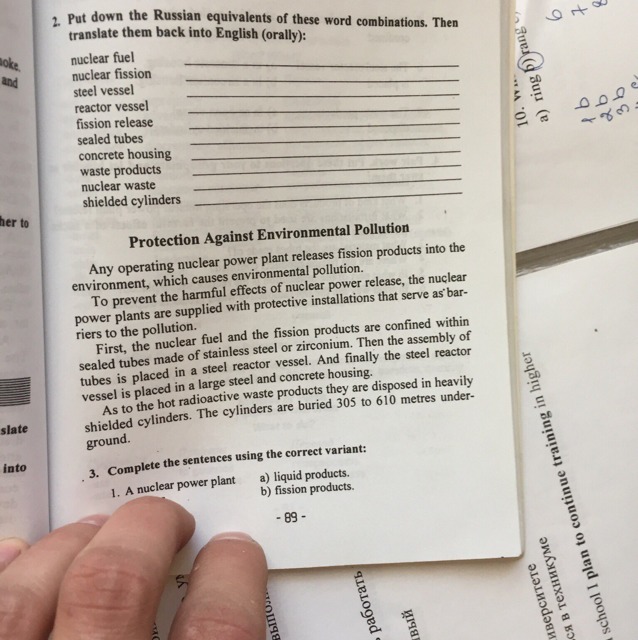 2. Put down the Russian equivalents of these word combinations. Then
translate them back into English (orally):
nuclear fuel
nuclear fission
steel vessel
reactor vessel
fission release
sealed tubes
concrete housing
waste products
nuclear waste
shielded cylinders
Protection Against Environmental Pollution
Any operating nuclear power plant releases fission products into the
environment, which causes environmental pollution.
To prevent the harmful effects of nuclear power release, the nuclear
power plants are supplied with protective installations that serve as bar-
riers to the pollution.
First, the nuclear fuel and the fission products are confined within
sealed tubes made of stainless steel or zirconium. Then the assembly of
tubes is placed in a steel reactor vessel. And finally the steel reactor
vessel is placed in a large steel and concrete housing.
As to the hot radioactive waste products they are disposed in heavily
shielded cylinders. The cylinders are buried 305 to 610 metres under-
ground.
3. Complete the sentences using the correct variant:
1. A nuclear power plant a) liquid products.
b) fission products.
- 89 -
and
her to
slate
into
10.
a) ring b) rang
school I plan to continue training in higher
я в техникуме
работать